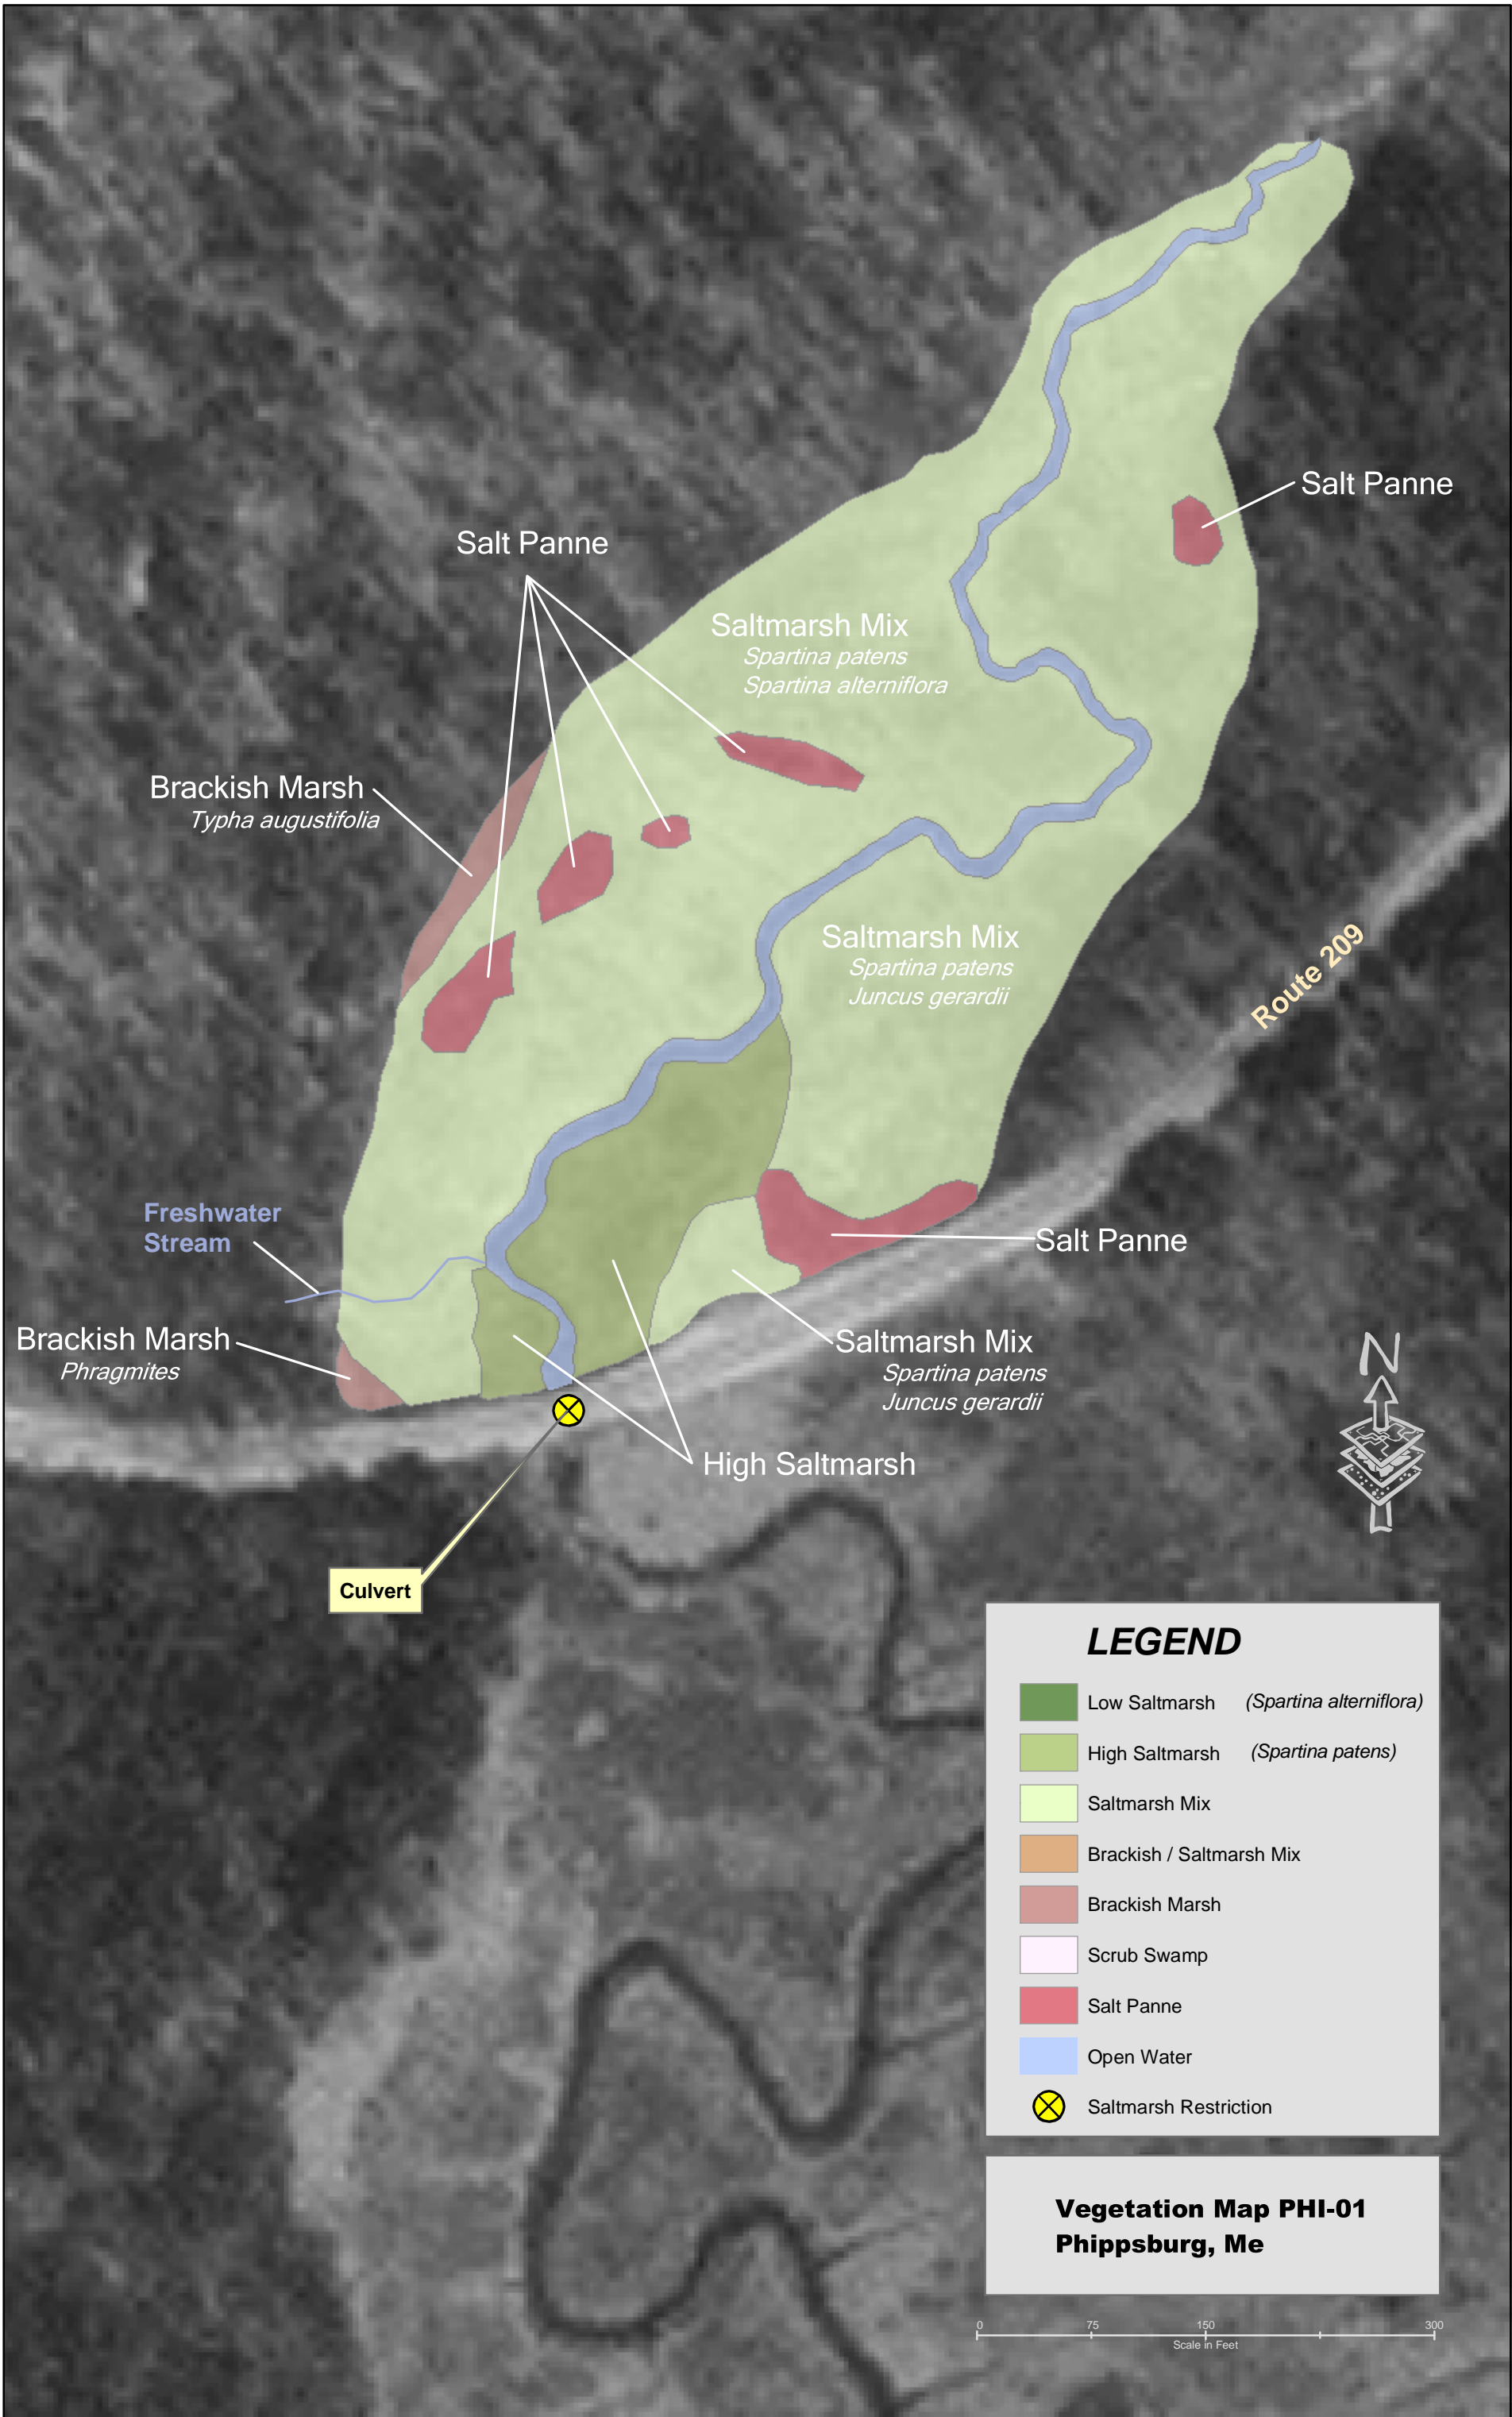 Salt Panne
Salt Panne
Saltmarsh Mix
Spartina patens
Spartina alterniflora
Brackish Marsh
Typha augustifolia
Saltmarsh Mix
Spartina patens
Juncus gerardii
Route 209
Freshwater
Stream
Salt Panne
Brackish Marsh
Phragmites
Saltmarsh Mix
Spartina patens
Juncus gerardii
N
High Saltmarsh
Culvert
LEGEND
Low Saltmarsh (Spartina alterniflora)
High Saltmarsh (Spartina patens)
Saltmarsh Mix
Brackish / Saltmarsh Mix
Brackish Marsh
Scrub Swamp
Salt Panne
Open Water
Saltmarsh Restriction
Vegetation Map PHI-01
Phippsburg, Me
0 75 150 300
Scale in Feet